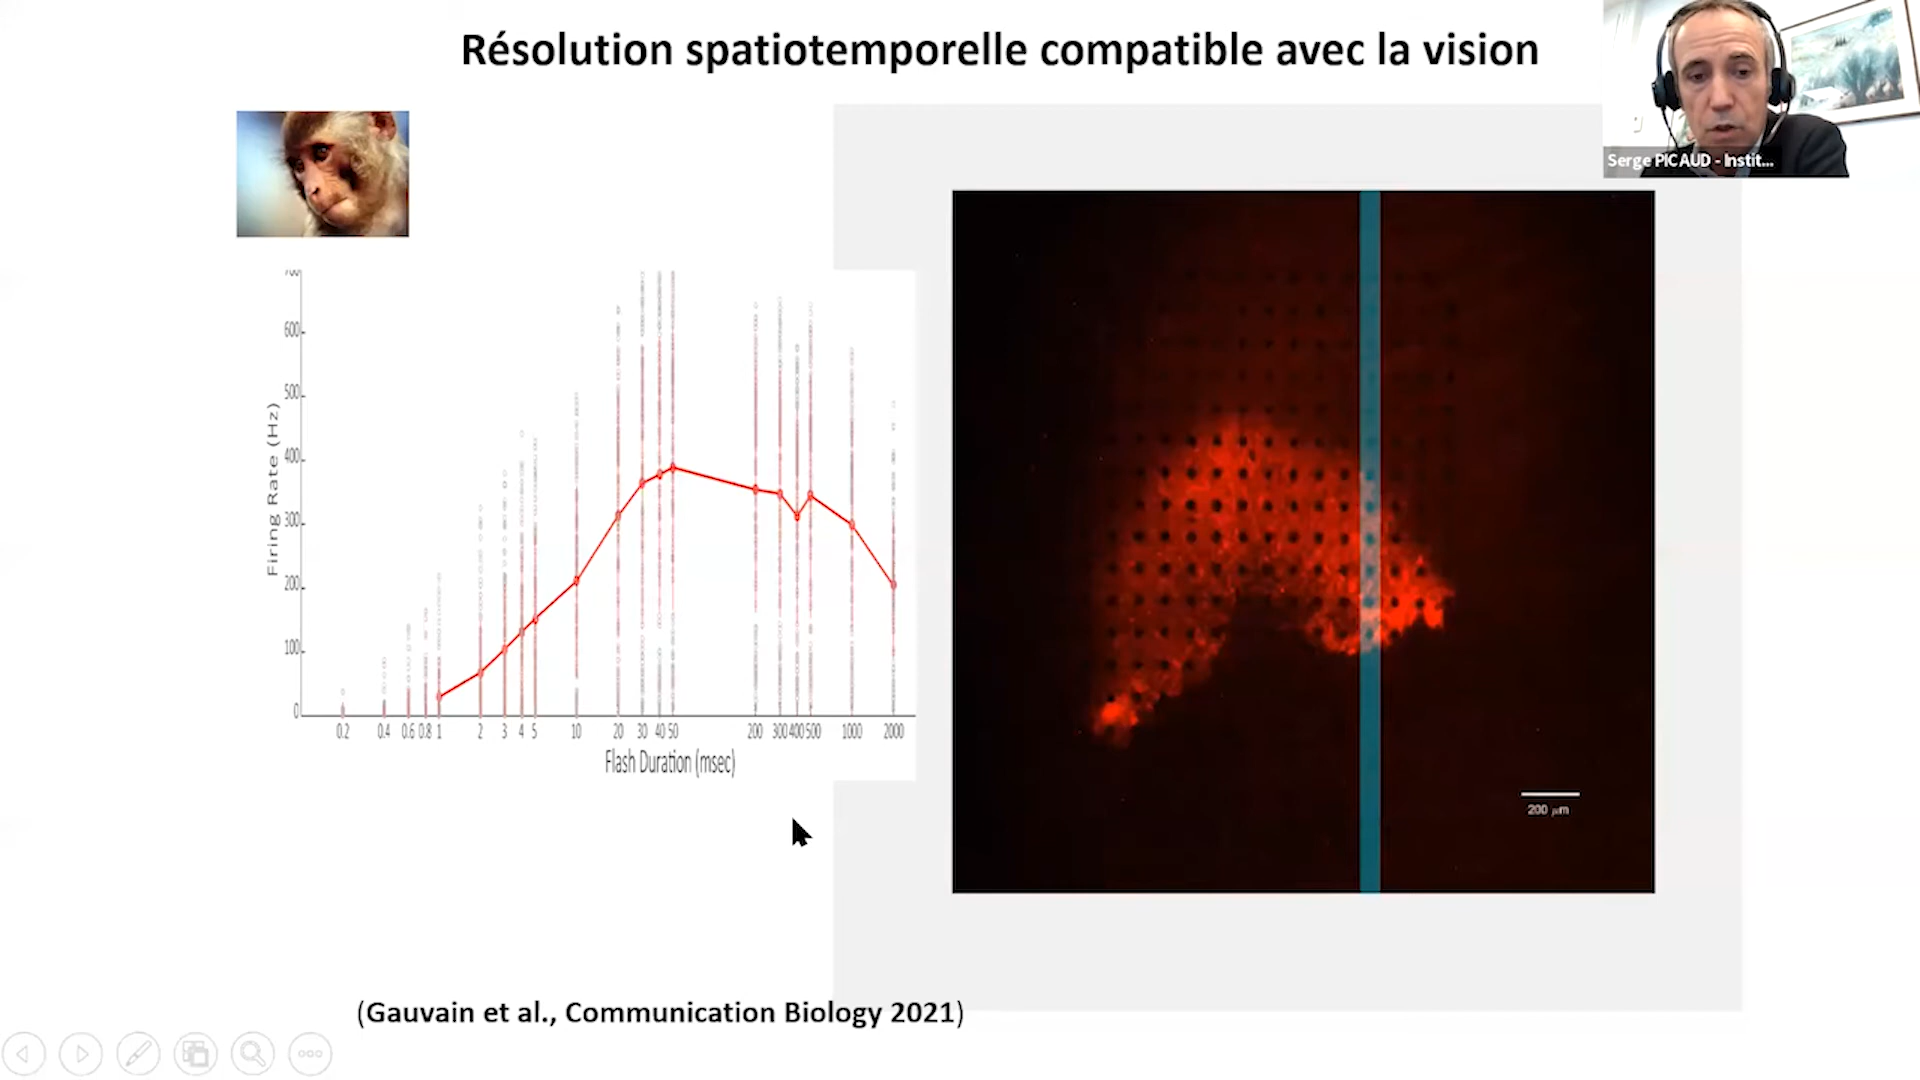 Résolution spatiotemporelle compatible avec la vision
Serge PICAUD - Instit...
700
600
500
400
300
200
100
0
Firing Rate (Hz)
0.2 0.4 0.6 0.8 1 2 3 4 5 10 20 30 40 50 200 300 400 500 1000 2000
Flash Duration (msec)
200 μm
(Gauvain et al., Communication Biology 2021)